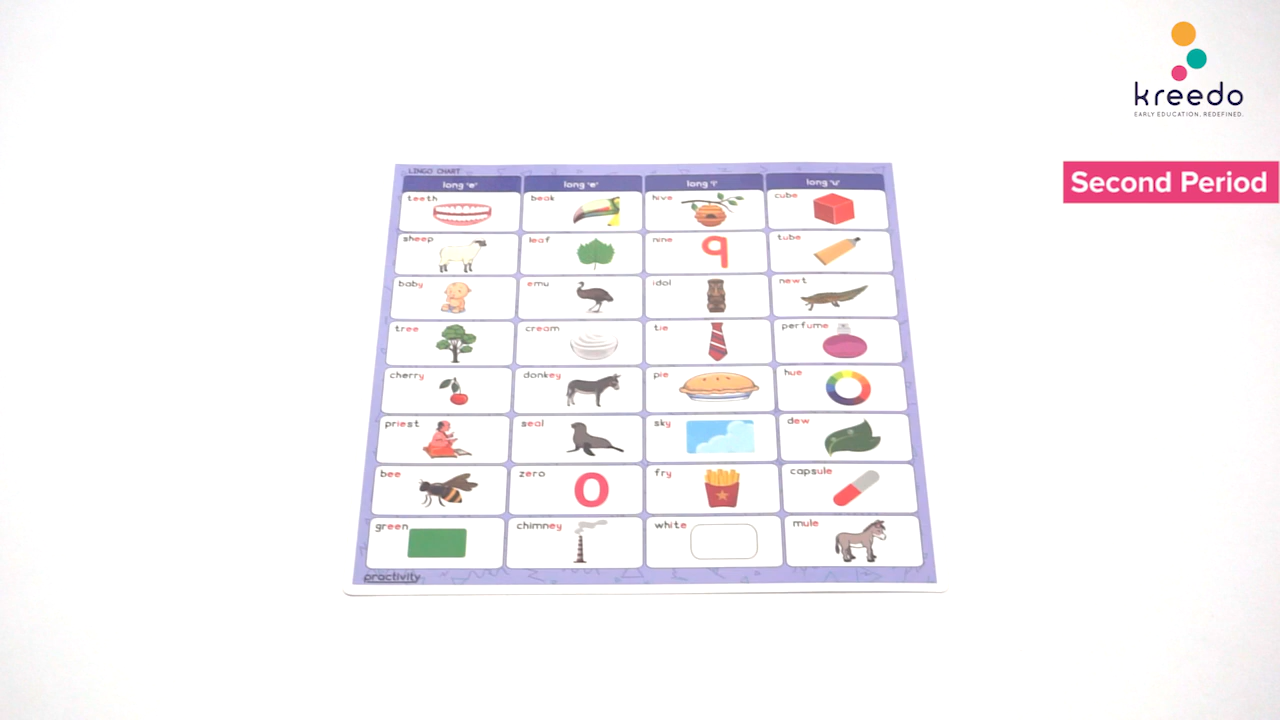 kreedo
EARLY EDUCATION, REDEFINED.
Second Period
LINGO CHART
long 'e' long 'e' long 'i' long 'u'
teeth beak hive cube
sheep leaf nine 9 tube
baby emu idol newt
tree cream tie perfume
cherry donkey pie hue
priest seal sky dew
bee zero 0 fry capsule
green chimney white mule
practivity